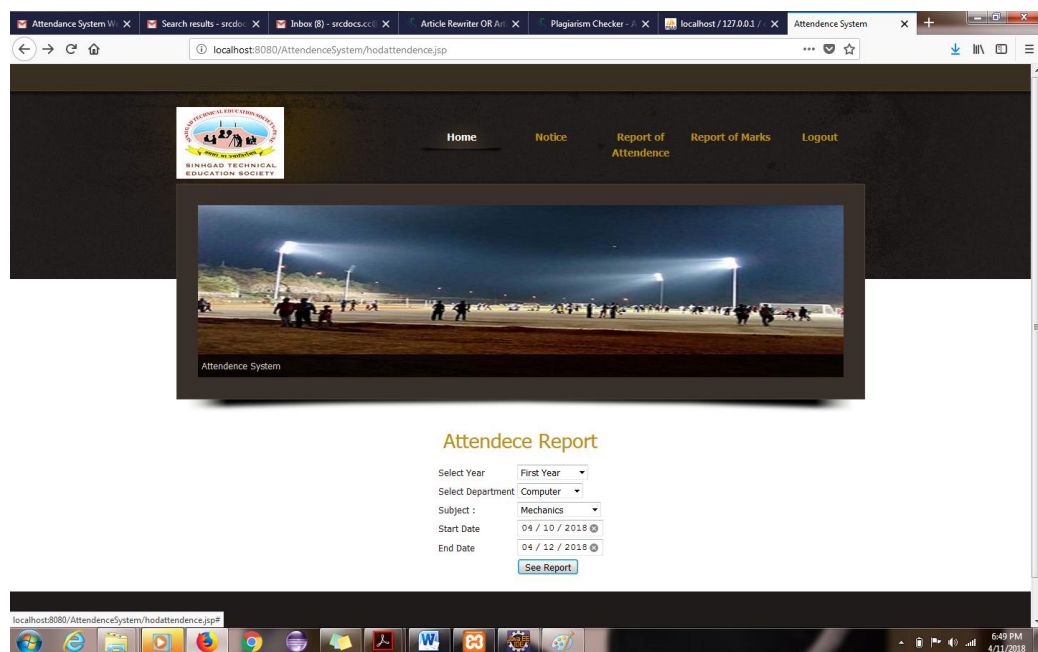 Attendance System W
Search results - srcdoc
Inbox (8) - srcdocs.cc
Article Rewriter OR Art
Plagiarism Checker - A
localhost / 127.0.0.1 /
Attendence System
localhost:8080/AttendenceSystem/hodattendence.jsp
SINHGAD TECHNICAL EDUCATION SOCIETY
SINHGAD TECHNICAL
EDUCATION SOCIETY
Home
Notice
Report of
Attendence
Report of Marks
Logout
Attendence System
Attendece Report
Select Year First Year
Select Department Computer
Subject : Mechanics
Start Date 04 / 10 / 2018
End Date 04 / 12 / 2018
See Report
localhost:8080/AttendenceSystem/hodattendence.jsp#
6:49 PM
4/11/2018